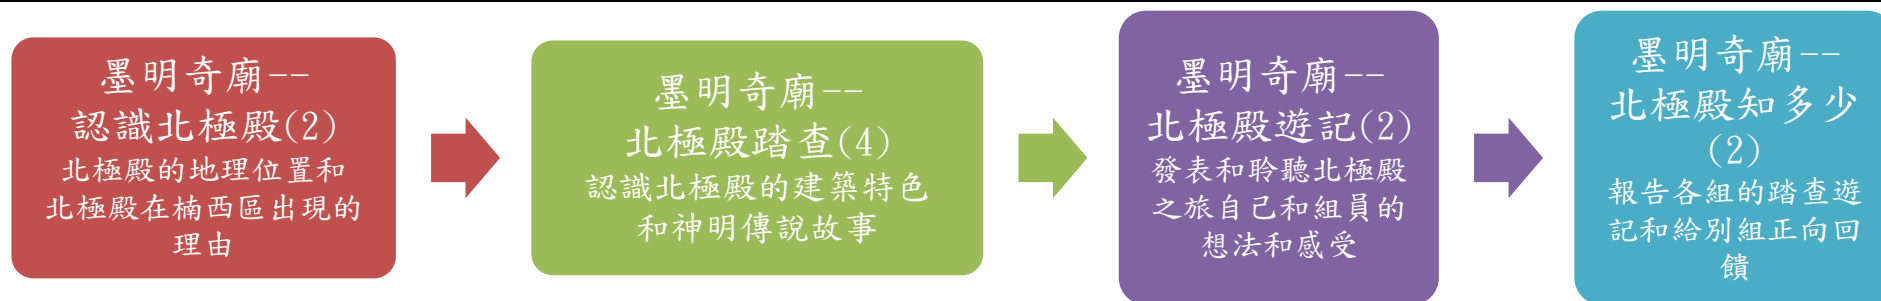 墨明奇廟--
認識北極殿(2)
北極殿的地理位置和
北極殿在楠西區出現的
理由
墨明奇廟--
北極殿踏查(4)
認識北極殿的建築特色
和神明傳說故事
墨明奇廟--
北極殿遊記(2)
發表和聆聽北極殿
之旅自己和組員的
想法和感受
墨明奇廟--
北極殿知多少
(2)
報告各組的踏查遊
記和給別組正向回
饋